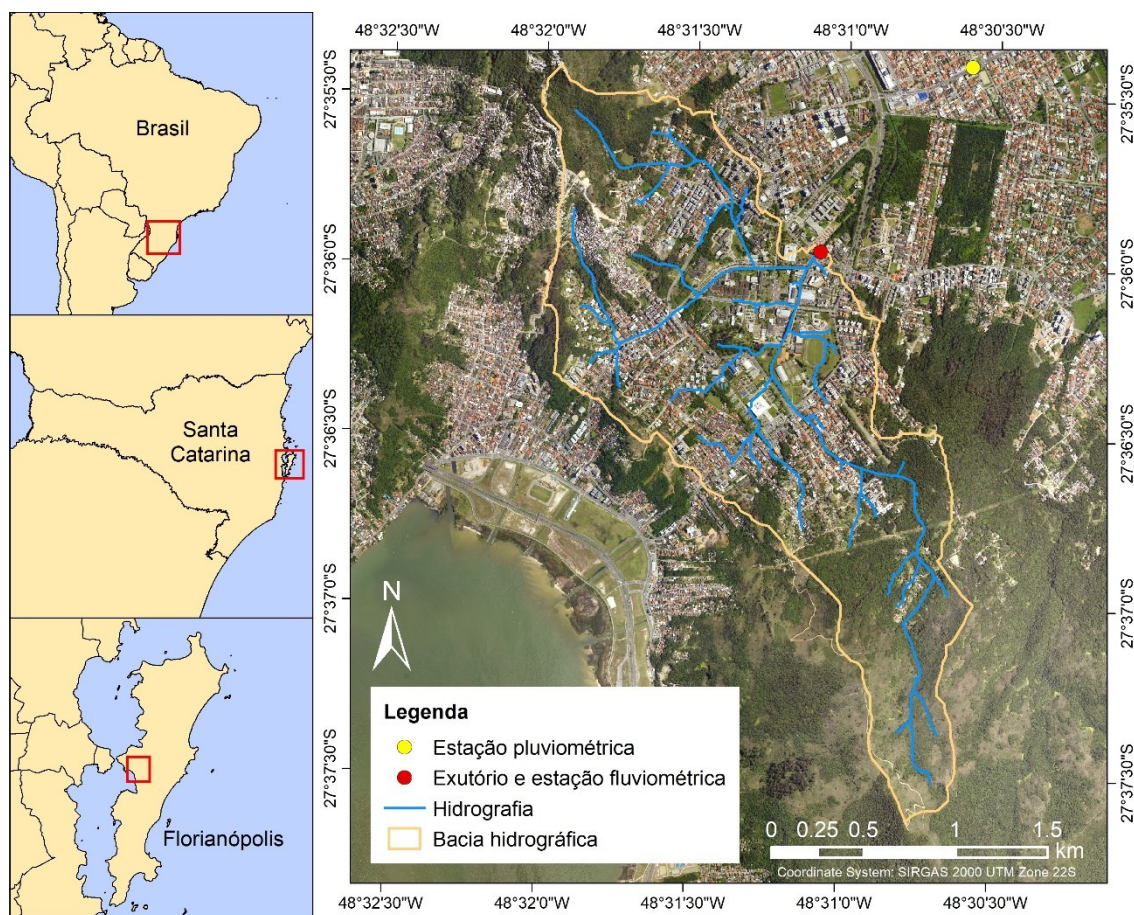 Brasil
Santa
Catarina
Florianópolis
48°32'30"W 48°32'0"W 48°31'30"W 48°31'0"W 48°30'30"W
27°35'30"S 27°35'30"S
27°36'0"S 27°36'0"S
27°36'30"S 27°36'30"S
27°37'0"S 27°37'0"S
27°37'30"S 27°37'30"S
N
Legenda
Estação pluviométrica
Exutório e estação fluviométrica
Hidrografia
Bacia hidrográfica
0 0.25 0.5 1 1.5
km
Coordinate System: SIRGAS 2000 UTM Zone 22S
48°32'30"W 48°32'0"W 48°31'30"W 48°31'0"W 48°30'30"W